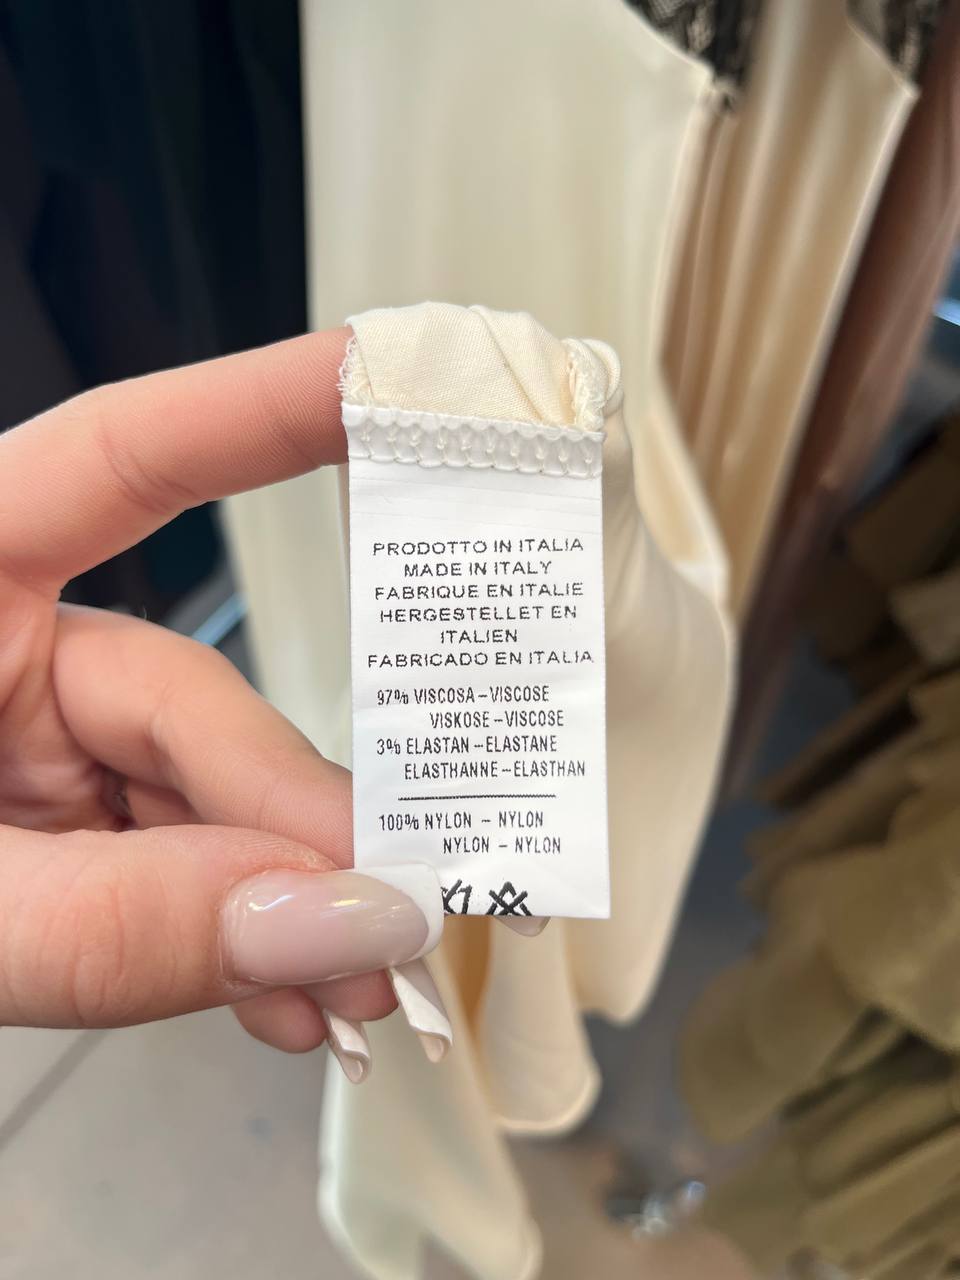 PRODOTTO IN ITALIA
MADE IN ITALY
FABRIQUE EN ITALIE
HERGESTELLET EN
ITALIEN
FABRICADO EN ITALIA
97% VISCOSA – VISCOSE
VISKOSE – VISCOSE
3% ELASTAN – ELASTANE
ELASTHANNE – ELASTHAN
100% NYLON – NYLON
NYLON – NYLON